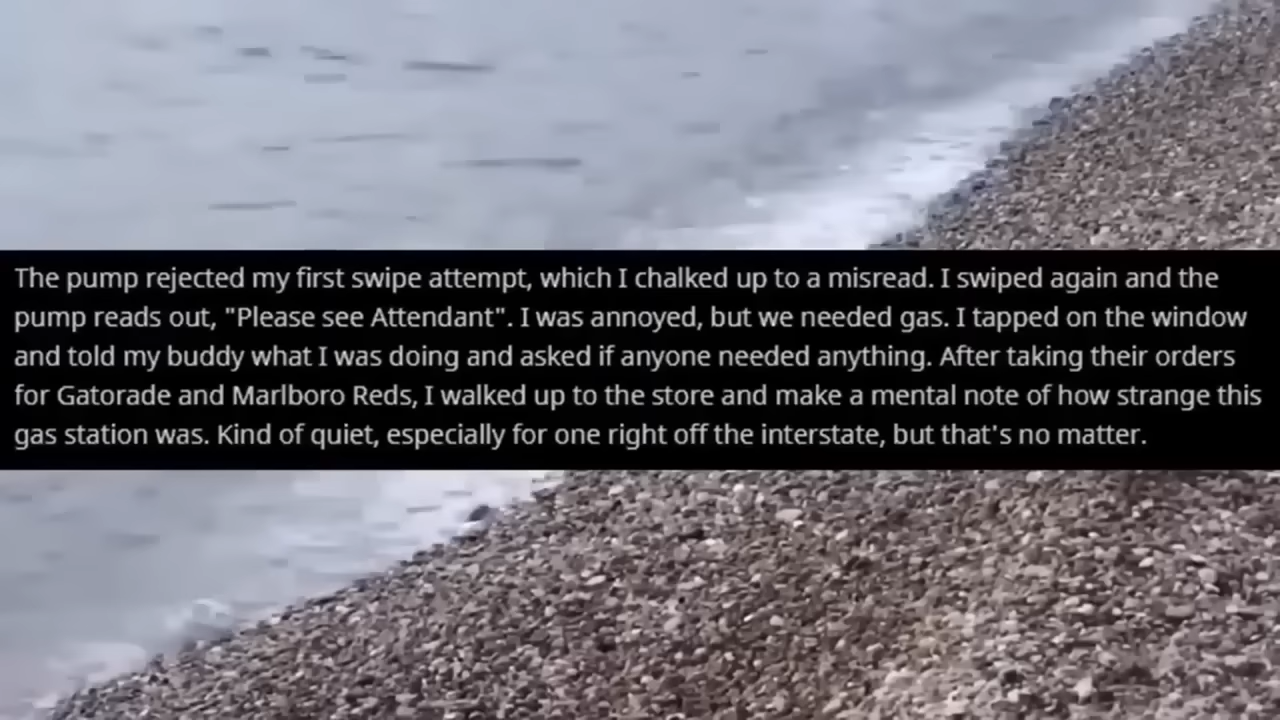 The pump rejected my first swipe attempt, which I chalked up to a misread. I swiped again and the
pump reads out, "Please see Attendant". I was annoyed, but we needed gas. I tapped on the window
and told my buddy what I was doing and asked if anyone needed anything. After taking their orders
for Gatorade and Marlboro Reds, I walked up to the store and make a mental note of how strange this
gas station was. Kind of quiet, especially for one right off the interstate, but that's no matter.